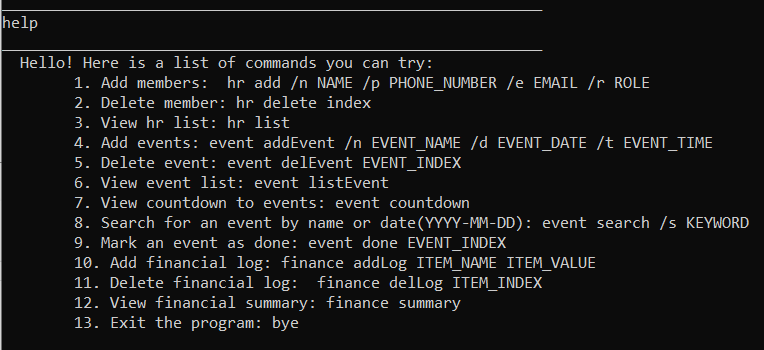 help
Hello! Here is a list of commands you can try:
1. Add members:  hr add /n NAME /p PHONE_NUMBER /e EMAIL /r ROLE
2. Delete member: hr delete index
3. View hr list: hr list
4. Add events: event addEvent /n EVENT_NAME /d EVENT_DATE /t EVENT_TIME
5. Delete event: event delEvent EVENT_INDEX
6. View event list: event listEvent
7. View countdown to events: event countdown
8. Search for an event by name or date(YYYY-MM-DD): event search /s KEYWORD
9. Mark an event as done: event done EVENT_INDEX
10. Add financial log: finance addLog ITEM_NAME ITEM_VALUE
11. Delete financial log:  finance delLog ITEM_INDEX
12. View financial summary: finance summary
13. Exit the program: bye